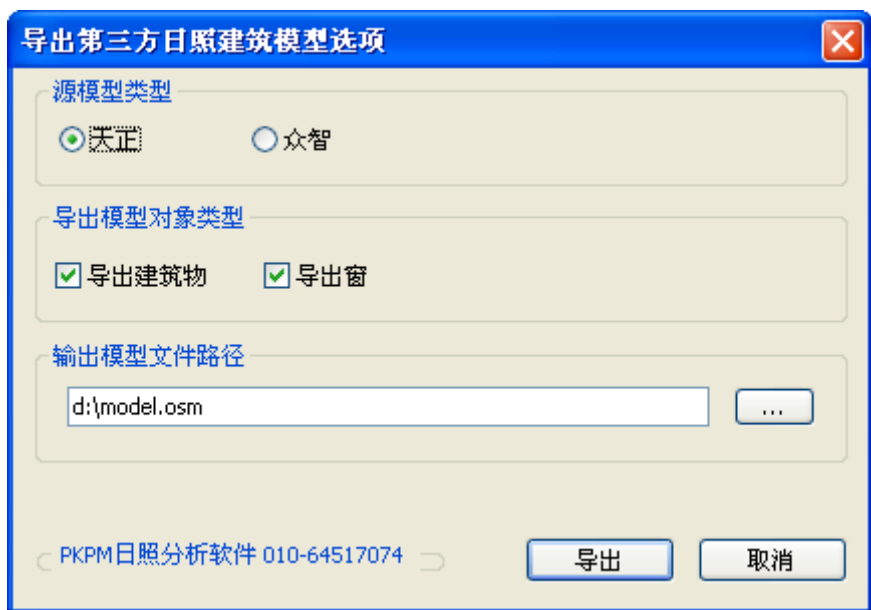 导出第三方日照建筑模型选项
源模型类型
天正 众智
导出模型对象类型
导出建筑物 导出窗
输出模型文件路径
d:\model.osm ...
PKPM日照分析软件 010-64517074 导出 取消